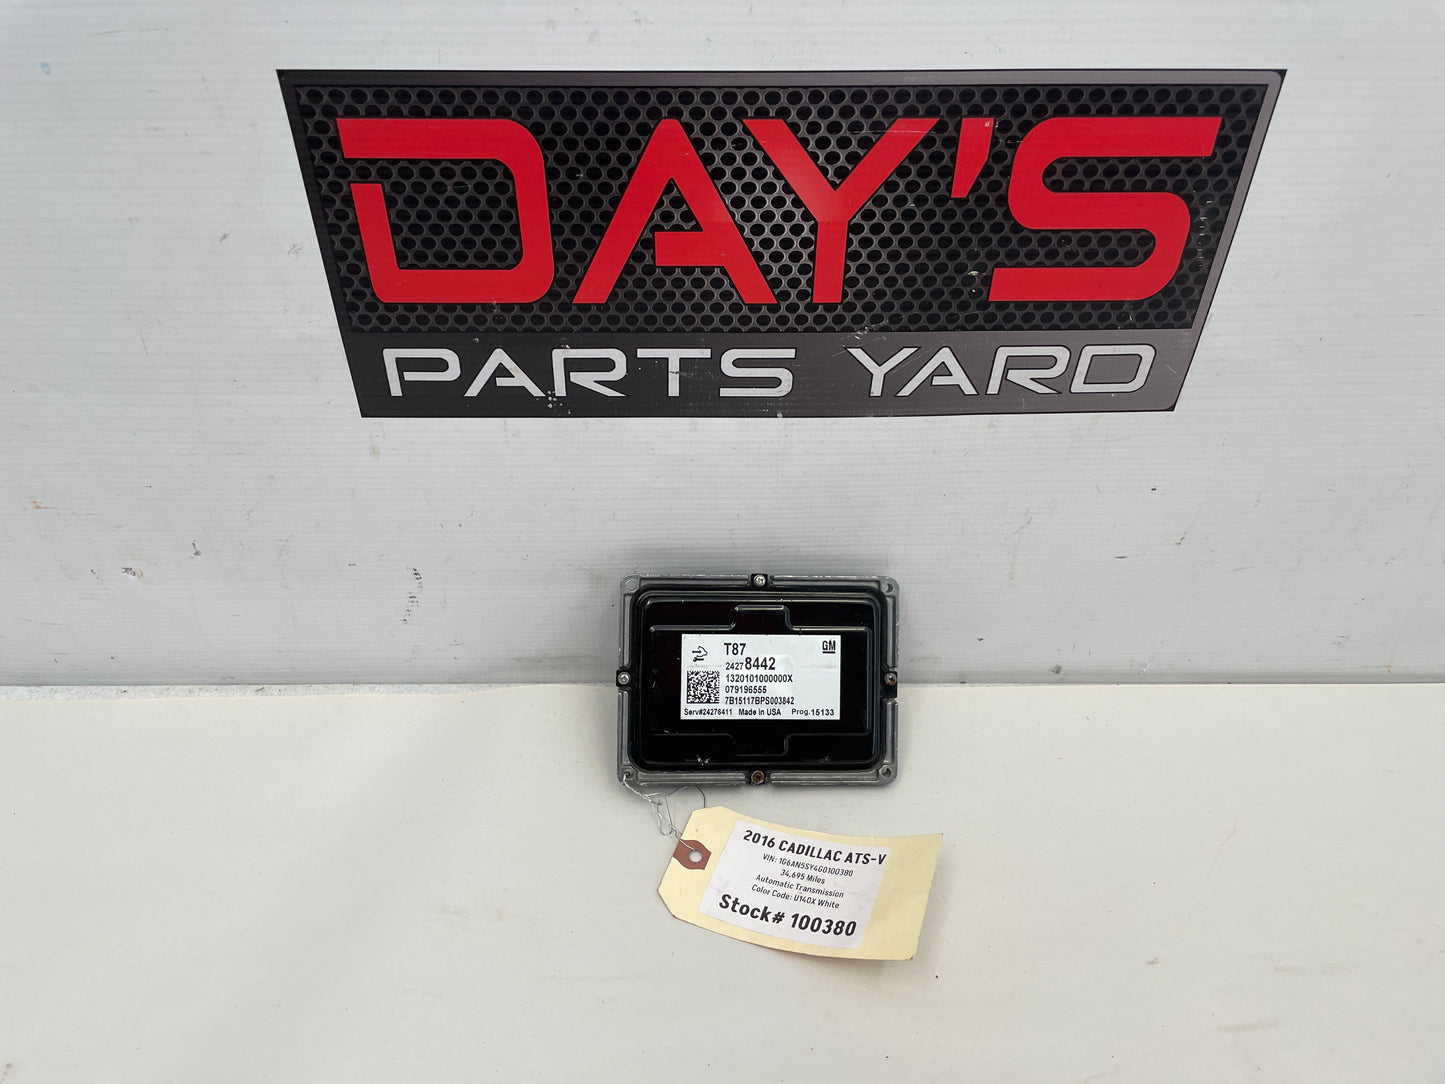 DAY'S
PARTS YARD
T87
GM
24278442
1320101000000X
079196555
7B15117BPS003842
Serv#24276411 Made in USA Prog.15133
2016 CADILLAC ATS-V
VIN: 1G6AN5SY4G0100380
34,695 Miles
Automatic Transmission
Color Code: U140X White
Stock# 100380